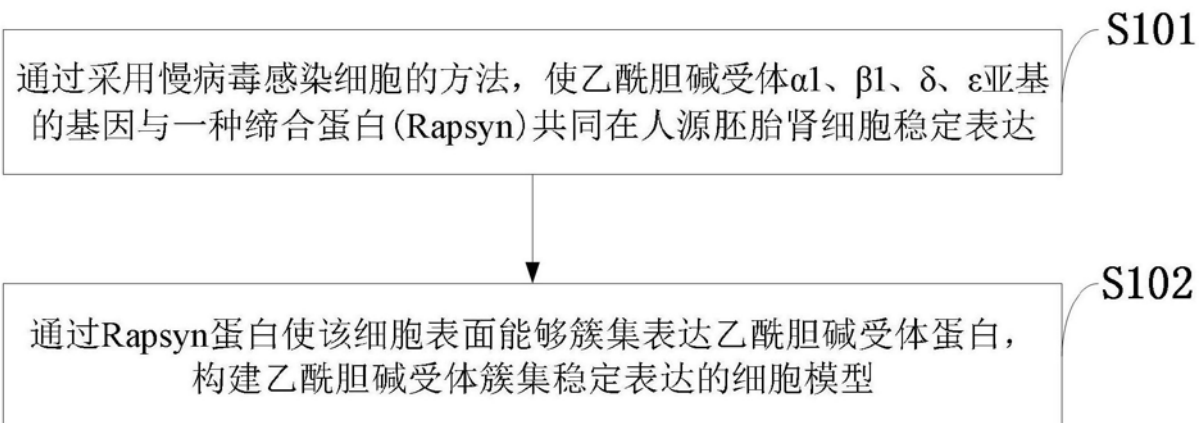 S101
通过采用慢病毒感染细胞的方法，使乙酰胆碱受体α1、β1、δ、ε亚基
的基因与一种缔合蛋白(Rapsyn)共同在人源胚胎肾细胞稳定表达
S102
通过Rapsyn蛋白使该细胞表面能够簇集表达乙酰胆碱受体蛋白，
构建乙酰胆碱受体簇集稳定表达的细胞模型